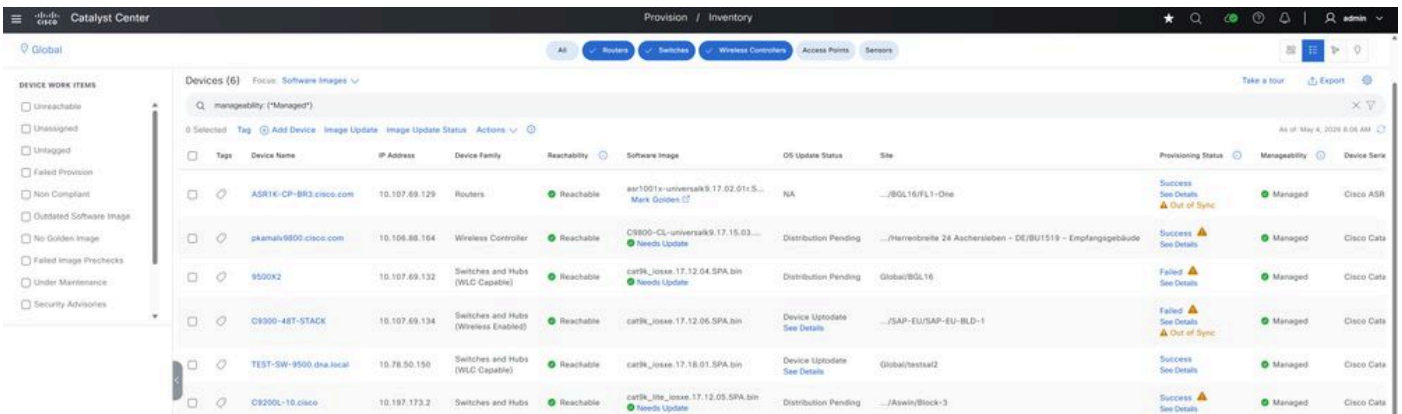 cisco Catalyst Center
Provision / Inventory
admin
Global
All
Routers
Switches
Wireless Controllers
Access Points
Sensors
DEVICE WORK ITEMS
Unreachable
Unassigned
Untagged
Failed Provision
Non Compliant
Outdated Software Image
No Golden Image
Failed Image Prechecks
Under Maintenance
Security Advisories
Devices (6) Focus: Software Images
Take a tour
Export
manageability: ("Managed")
0 Selected Tag Add Device Image Update Image Update Status Actions
As of: May 4, 2026 8:06 AM
Tags Device Name IP Address Device Family Reachability Software Image OS Update Status Site Provisioning Status Manageability Device Serie
ASR1K-CP-BR3.cisco.com 10.107.69.129 Routers Reachable asr1001x-universalk9.17.02.01r.S... NA .../BGL16/FL1-One Success Managed Cisco ASR
Mark Golden
See Details
Out of Sync
pkamalv9800.cisco.com 10.106.88.164 Wireless Controller Reachable C9800-CL-universalk9.17.15.03.... Distribution Pending .../Herrenbreite 24 Aschersleben - DE/BU1519 - Empfangsgebäude Success Managed Cisco Cata
Needs Update
See Details
9500X2 10.107.69.132 Switches and Hubs Reachable cat9k_iosxe.17.12.04.SPA.bin Distribution Pending Global/BGL16 Failed Managed Cisco Cata
(WLC Capable) Needs Update
See Details
C9300-48T-STACK 10.107.69.134 Switches and Hubs Reachable cat9k_iosxe.17.12.06.SPA.bin Device Uptodate .../SAP-EU/SAP-EU-BLD-1 Failed Managed Cisco Cata
(Wireless Enabled) See Details
See Details
Out of Sync
TEST-SW-9500.dna.local 10.78.50.150 Switches and Hubs Reachable cat9k_iosxe.17.18.01.SPA.bin Device Uptodate Global/testsal2 Success Managed Cisco Cata
(WLC Capable) See Details
See Details
C9200L-10.cisco 10.197.173.2 Switches and Hubs Reachable cat9k_lite_iosxe.17.12.05.SPA.bin Distribution Pending .../Aswin/Block-3 Success Managed Cisco Cata
Needs Update
See Details